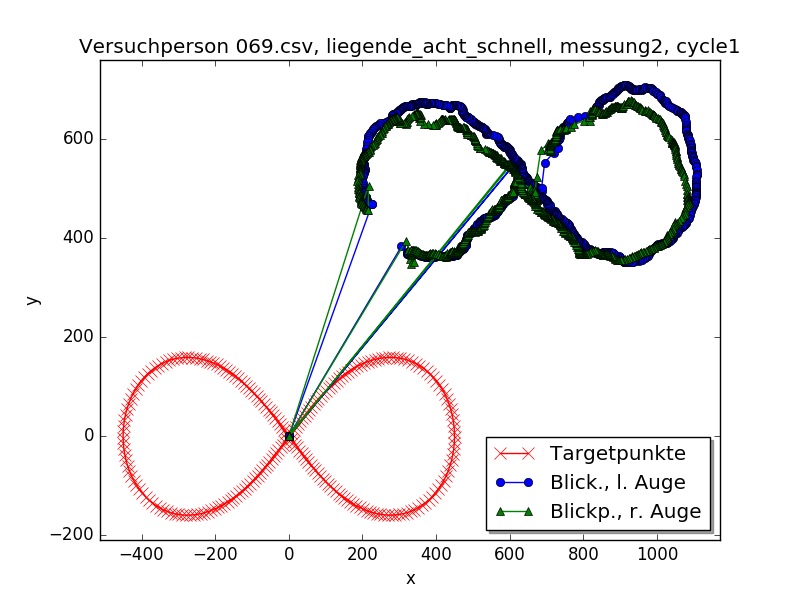 Versuchperson 069.csv, liegende_acht_schnell, messung2, cycle1
600
400
200
0
−200
y
−400
−200
0
200
400
600
800
1000
x
Targetpunkte
Blick., l. Auge
Blickp., r. Auge